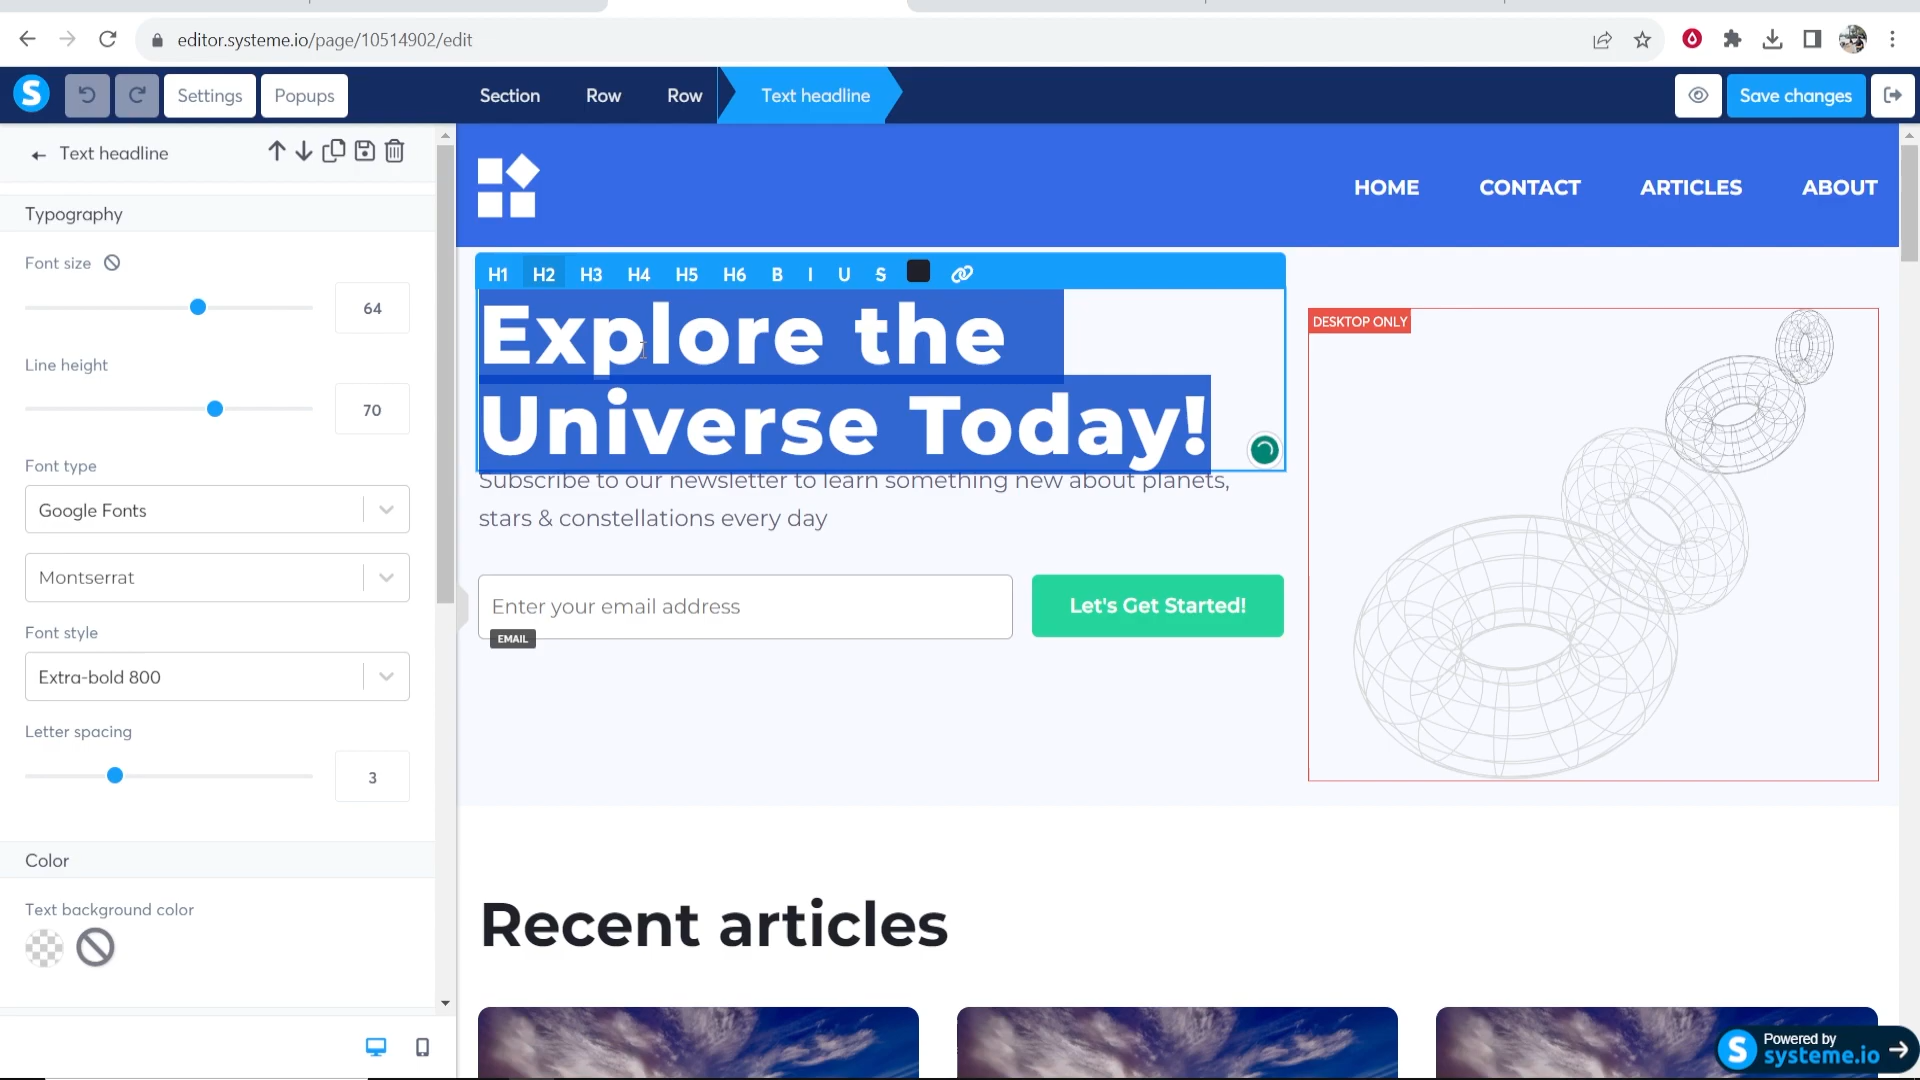 editor.systeme.io/page/10514902/edit
S
Settings
Popups
Section
Row
Row
Text headline
Save changes
Text headline
Typography
Font size
64
Line height
70
Font type
Google Fonts
Montserrat
Font style
Extra-bold 800
Letter spacing
3
Color
Text background color
HOME
CONTACT
ARTICLES
ABOUT
H1 H2 H3 H4 H5 H6 B I U S
Explore the
Universe Today!
Subscribe to our newsletter to learn something new about planets,
stars & constellations every day
Enter your email address
EMAIL
Let's Get Started!
DESKTOP ONLY
Recent articles
S
Powered by
systeme.io